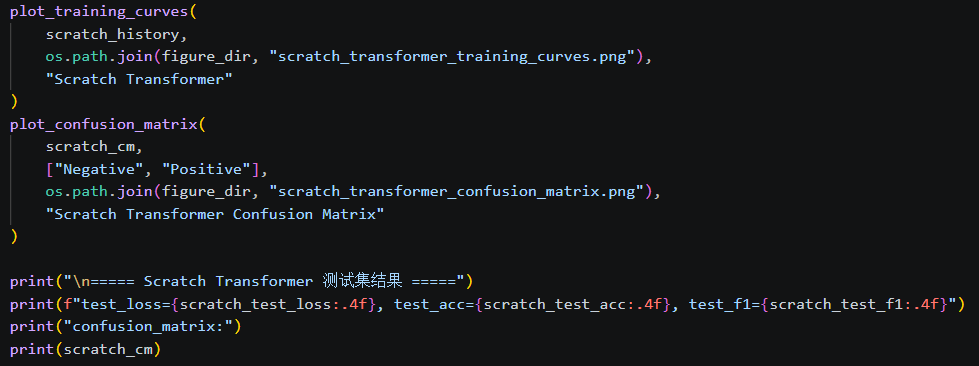 plot_training_curves(
    scratch_history,
    os.path.join(figure_dir, "scratch_transformer_training_curves.png"),
    "Scratch Transformer"
)
plot_confusion_matrix(
    scratch_cm,
    ["Negative", "Positive"],
    os.path.join(figure_dir, "scratch_transformer_confusion_matrix.png"),
    "Scratch Transformer Confusion Matrix"
)

print("\n===== Scratch Transformer 测试集结果 =====")
print(f"test_loss={scratch_test_loss:.4f}, test_acc={scratch_test_acc:.4f}, test_f1={scratch_test_f1:.4f}")
print("confusion_matrix:")
print(scratch_cm)